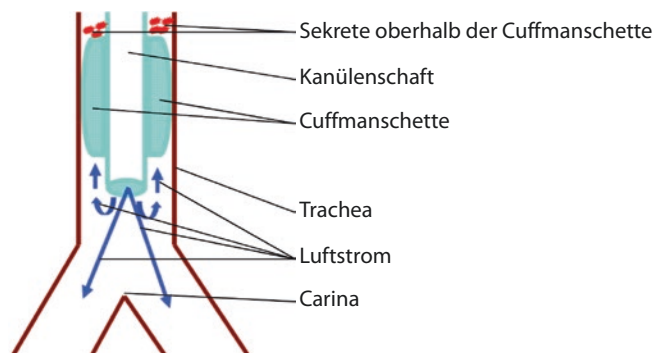 Sekrete oberhalb der Cuffmanschette
Kanülenschaft
Cuffmanschette
Trachea
Luftstrom
Carina